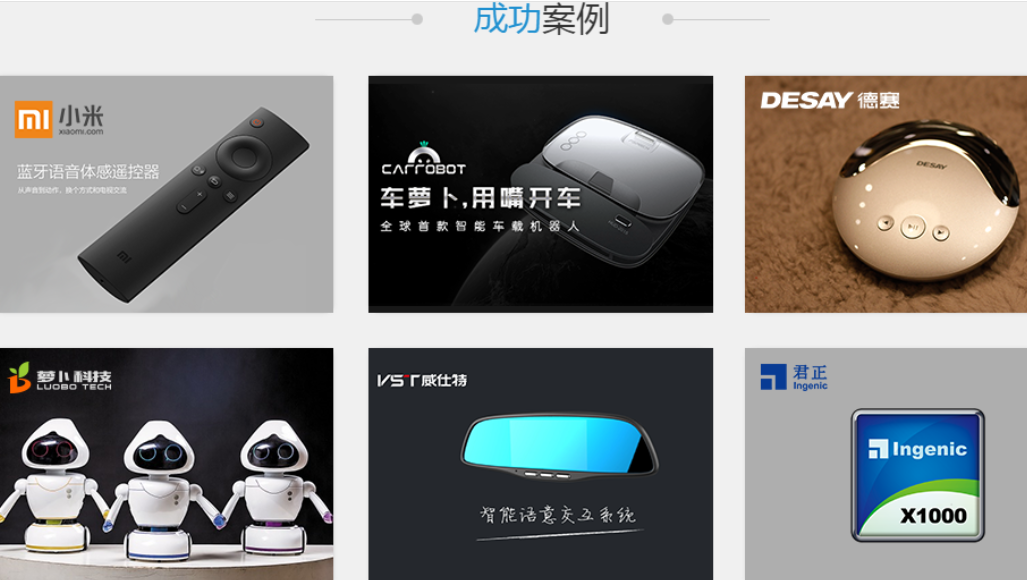 成功案例
小米
xiaomi.com
蓝牙语音体感遥控器
从声音到动作，换个方式和电视交流
CARROBOT
车萝卜,用嘴开车
全球首款智能车载机器人
DESAY 德赛
DESAY
萝卜科技
LUOBO TECH
VST 威仕特
智能语意交互系统
君正
Ingenic
Ingenic
X1000